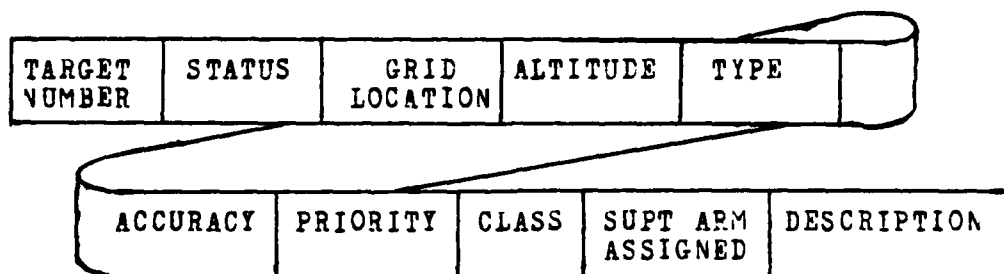 TARGET NUMBER
STATUS
GRID LOCATION
ALTITUDE
TYPE
ACCURACY
PRIORITY
CLASS
SUPT ARM ASSIGNED
DESCRIPTION